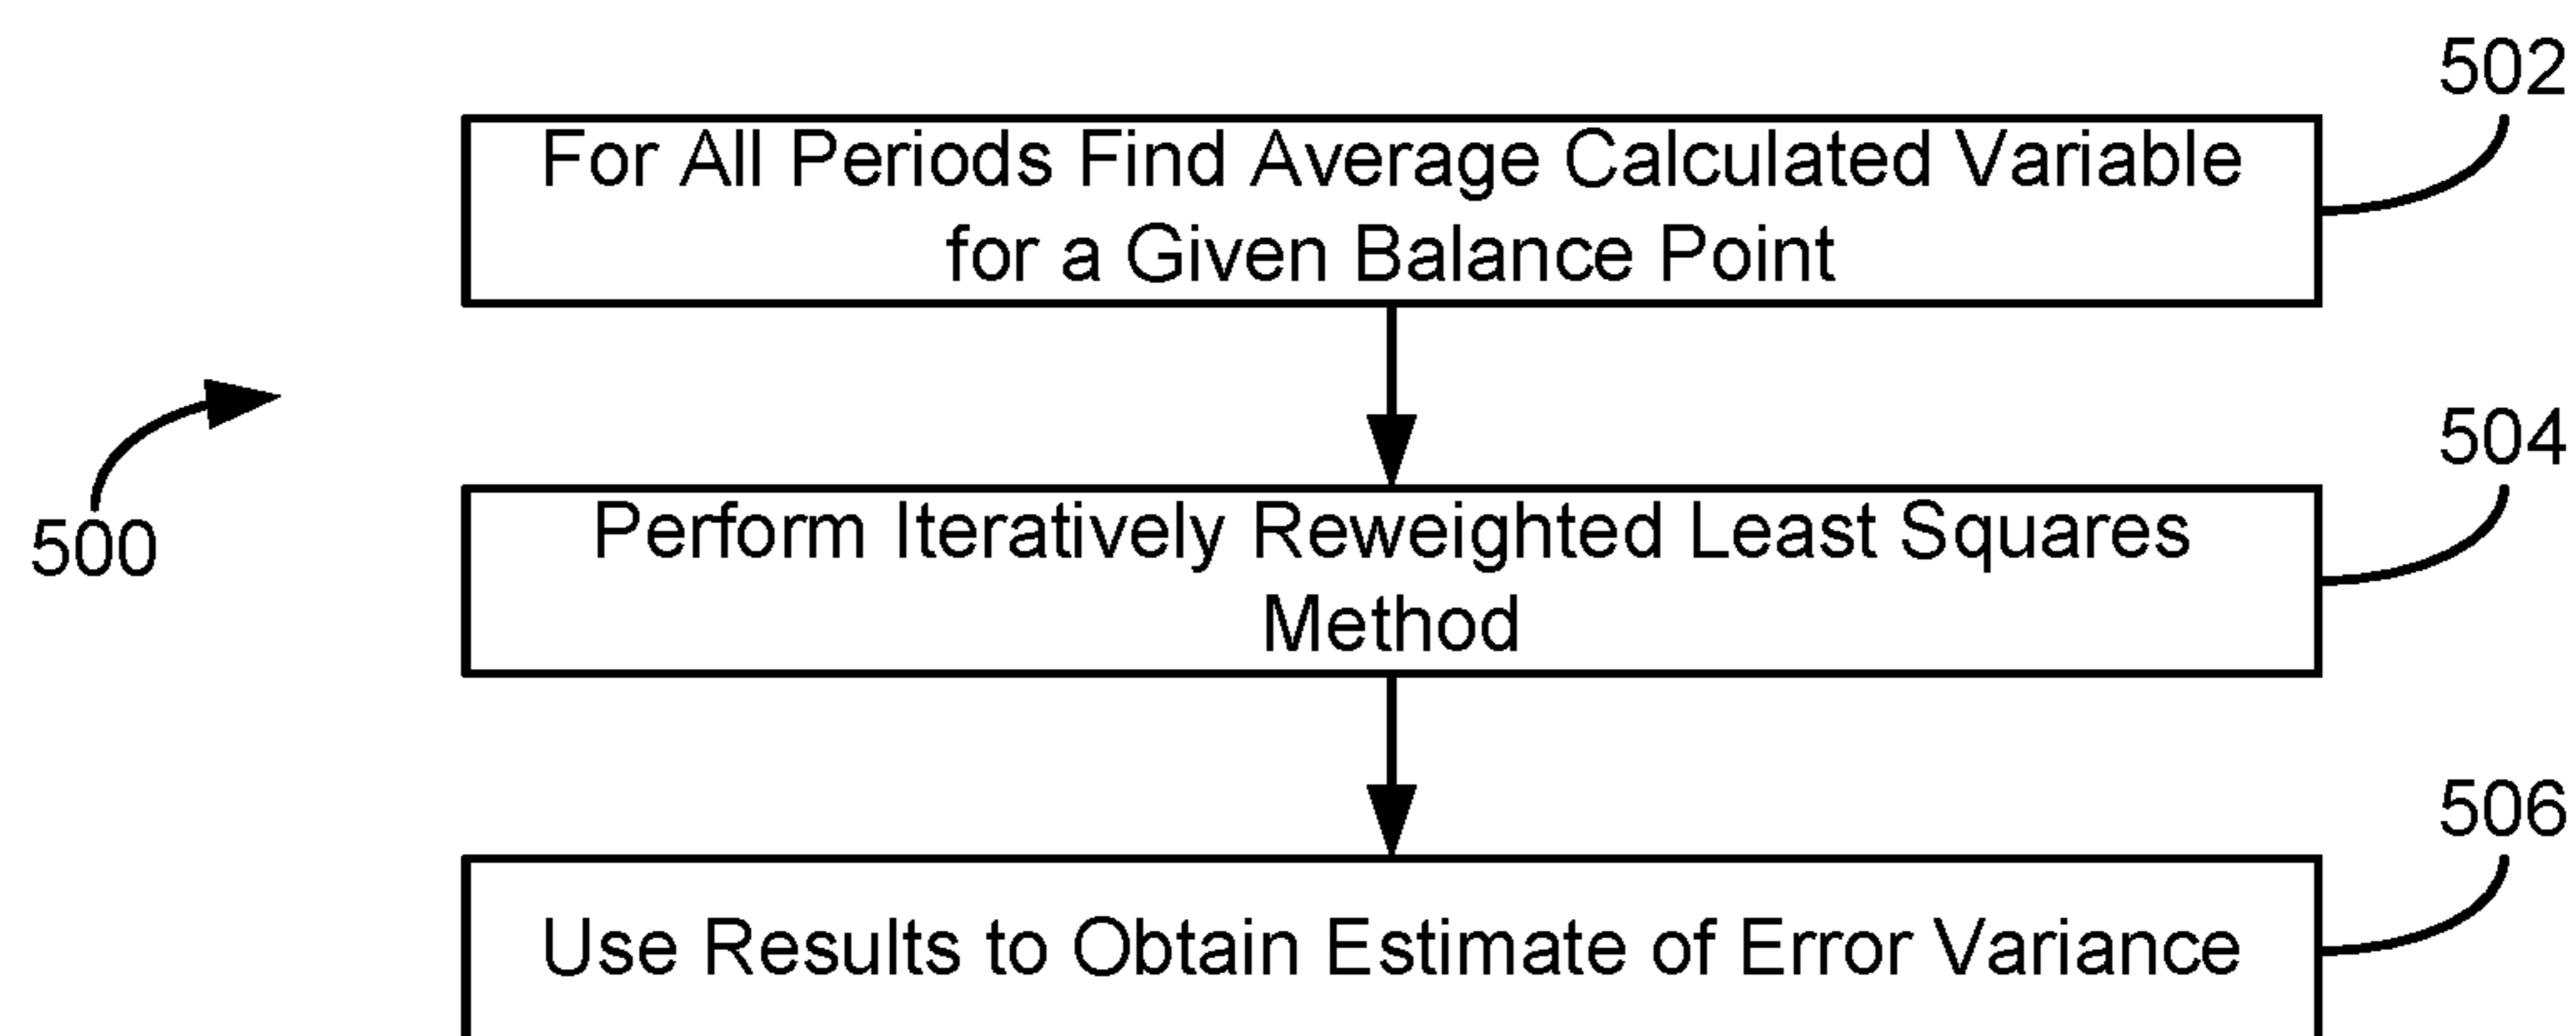 502
For All Periods Find Average Calculated Variable
for a Given Balance Point
504
Perform Iteratively Reweighted Least Squares
Method
500
506
Use Results to Obtain Estimate of Error Variance